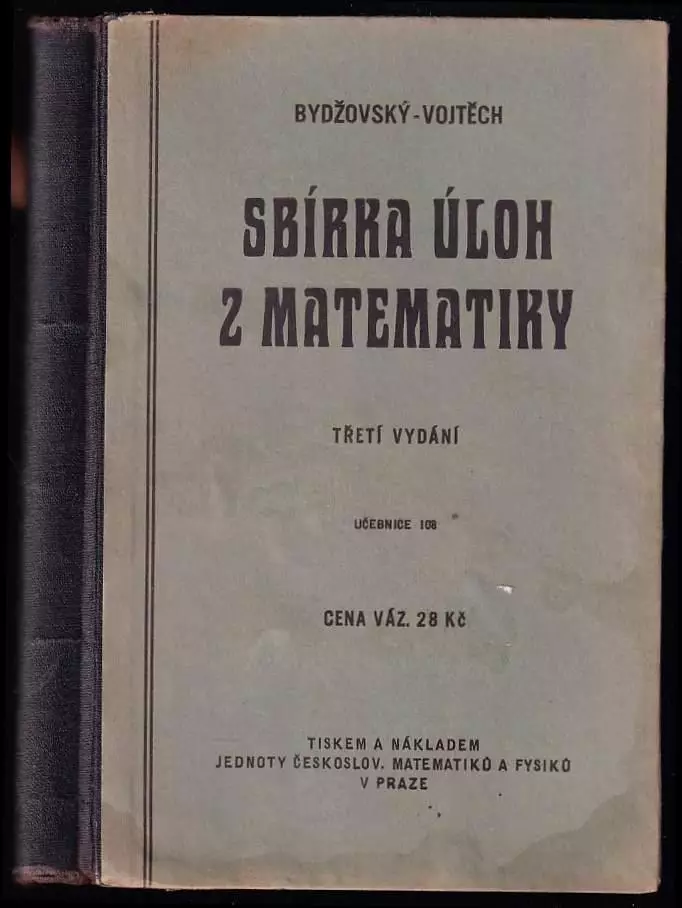 BYDŽOVSKÝ-VOJTĚCH
SBÍRKA ÚLOH
Z MATEMATIKY
TŘETÍ VYDÁNÍ
UČEBNICE 108
CENA VÁZ. 28 Kč
TISKEM A NÁKLADEM
JEDNOTY ČESKOSLOV. MATEMATIKŮ A FYSIKŮ
V PRAZE